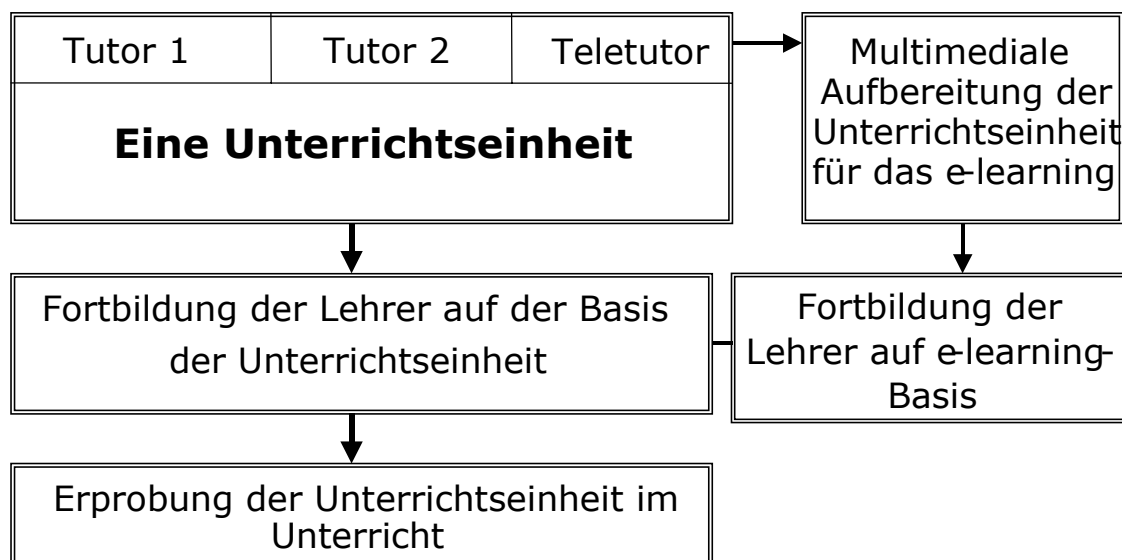 Tutor 1
Tutor 2
Teletutor
Eine Unterrichtseinheit
Multimediale
Aufbereitung der
Unterrichtseinheit
für das e-learning
Fortbildung der Lehrer auf der Basis
der Unterrichtseinheit
Fortbildung der
Lehrer auf e-learning-
Basis
Erprobung der Unterrichtseinheit im
Unterricht